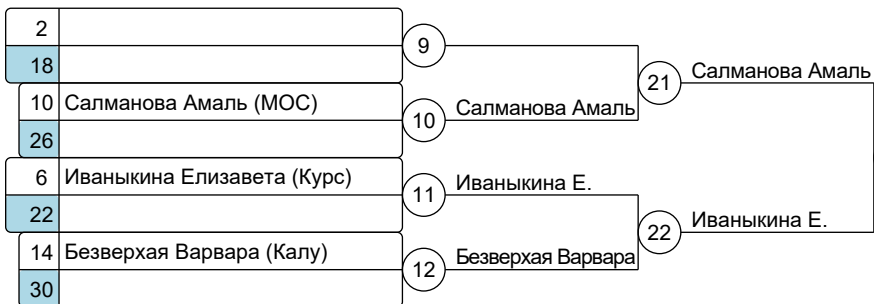 2
9
18
21 Салманова Амаль
10 Салманова Амаль (МОС)
10 Салманова Амаль
26
6 Иваныкина Елизавета (Курс)
11 Иваныкина Е.
22
22 Иваныкина Е.
14 Безверхая Варвара (Калу)
12 Безверхая Варвара
30